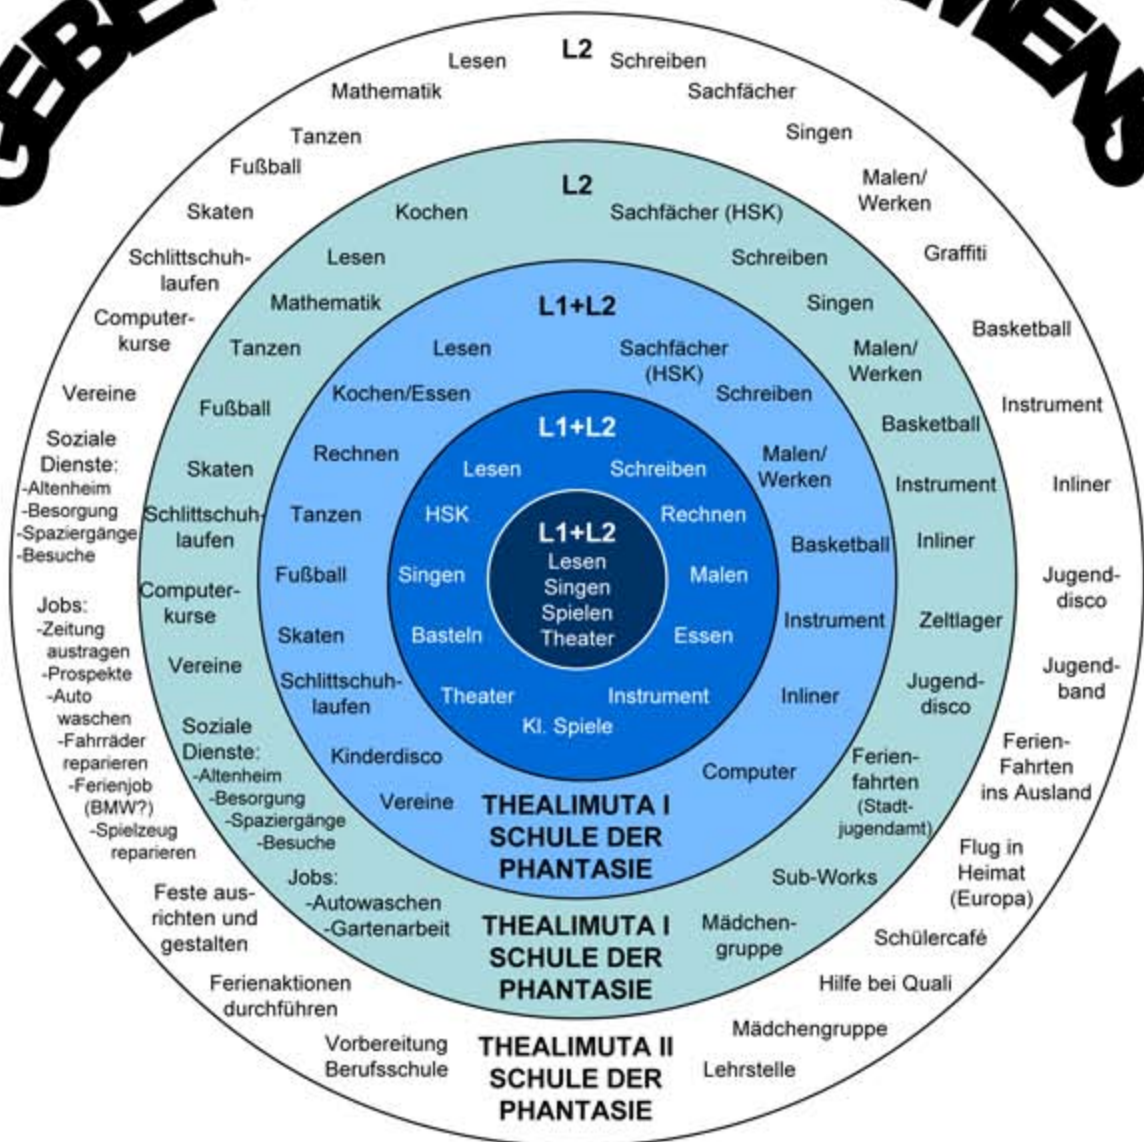 L2
Lesen
Schreiben
Mathematik
Sachfächer
Tanzen
Singen
Fußball
Malen/
Werken
Skaten
Graffiti
Schlittschuh-
laufen
Basketball
Computer-
kurse
Instrument
Vereine
Inliner
Soziale
Dienste:
-Altenheim
-Besorgung
-Spaziergänge
-Besuche
Jugend-
disco
Jobs:
-Zeitung
austragen
-Prospekte
-Auto
waschen
-Fahrräder
reparieren
-Ferienjob
(BMW?)
-Spielzeug
reparieren
Jugend-
band
Ferien-
Fahrten
ins Ausland
Flug in
Heimat
(Europa)
Feste aus-
richten und
gestalten
Schülercafé
Ferienaktionen
durchführen
Hilfe bei Quali
Vorbereitung
Berufsschule
Mädchengruppe
Lehrstelle
THEALIMUTA II
SCHULE DER
PHANTASIE
L2
Kochen
Sachfächer (HSK)
Lesen
Schreiben
Mathematik
Singen
Tanzen
Malen/
Werken
Fußball
Basketball
Skaten
Instrument
Schlittschuh-
laufen
Inliner
Computer-
kurse
Zeltlager
Vereine
Jugend-
disco
Soziale
Dienste:
-Altenheim
-Besorgung
-Spaziergänge
-Besuche
Ferien-
fahrten
(Stadt-
jugendamt)
Jobs:
-Autowaschen
-Gartenarbeit
Sub-Works
Mädchen-
gruppe
THEALIMUTA I
SCHULE DER
PHANTASIE
L1+L2
Lesen
Sachfächer
(HSK)
Kochen/Essen
Schreiben
Rechnen
Malen/
Werken
Tanzen
Basketball
Fußball
Instrument
Skaten
Inliner
Schlittschuh-
laufen
Computer
Kinderdisco
Vereine
THEALIMUTA I
SCHULE DER
PHANTASIE
L1+L2
Lesen
Schreiben
HSK
Rechnen
Singen
Malen
Basteln
Essen
Theater
Instrument
Kl. Spiele
L1+L2
Lesen
Singen
Spielen
Theater